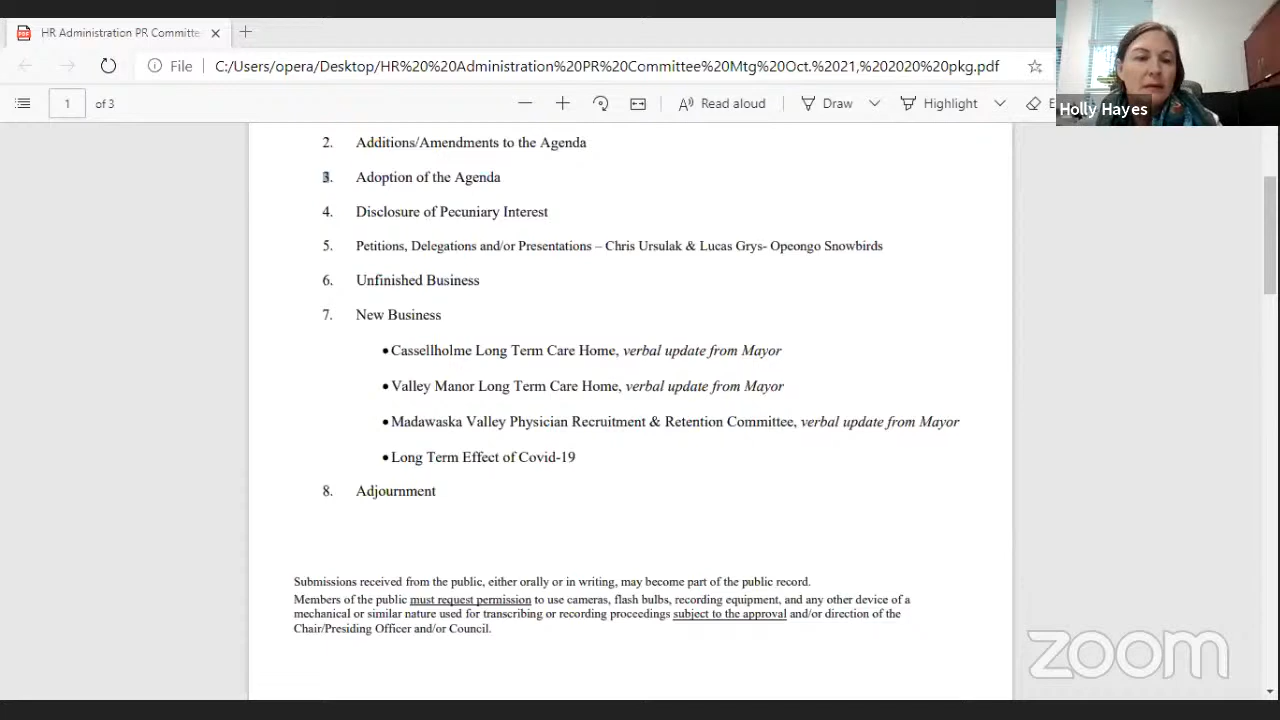 HR Administration PR Committe
File
C:/Users/opera/Desktop/HR%20%20Administration%20PR%20Committee%20Mtg%20Oct.%2021,%202020%20pkg.pdf
1 of 3
Read aloud
Draw
Highlight
Holly Hayes
2. Additions/Amendments to the Agenda
3. Adoption of the Agenda
4. Disclosure of Pecuniary Interest
5. Petitions, Delegations and/or Presentations – Chris Ursulak & Lucas Grys- Opeongo Snowbirds
6. Unfinished Business
7. New Business
• Cassellholme Long Term Care Home, verbal update from Mayor
• Valley Manor Long Term Care Home, verbal update from Mayor
• Madawaska Valley Physician Recruitment & Retention Committee, verbal update from Mayor
• Long Term Effect of Covid-19
8. Adjournment
Submissions received from the public, either orally or in writing, may become part of the public record.
Members of the public must request permission to use cameras, flash bulbs, recording equipment, and any other device of a
mechanical or similar nature used for transcribing or recording proceedings subject to the approval and/or direction of the
Chair/Presiding Officer and/or Council.
zoom